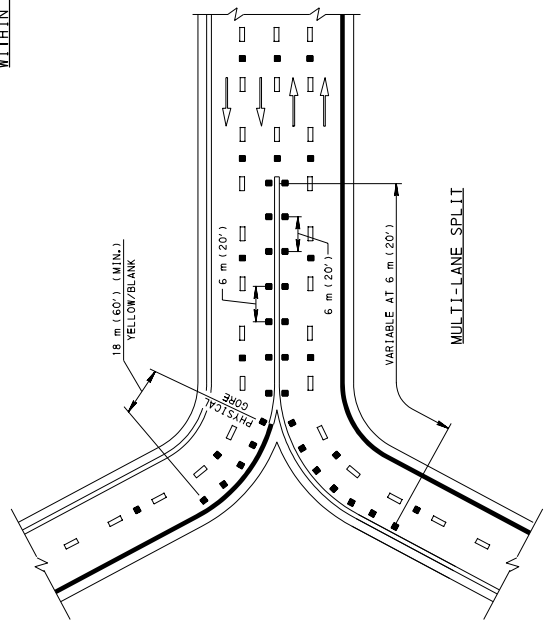 WITHIN
18 m (60') (MIN.)
YELLOW/BLANK
PHYSICAL
GORE
6 m (20')
6 m (20')
VARIABLE AT 6 m (20')
MULTI-LANE SPLIT